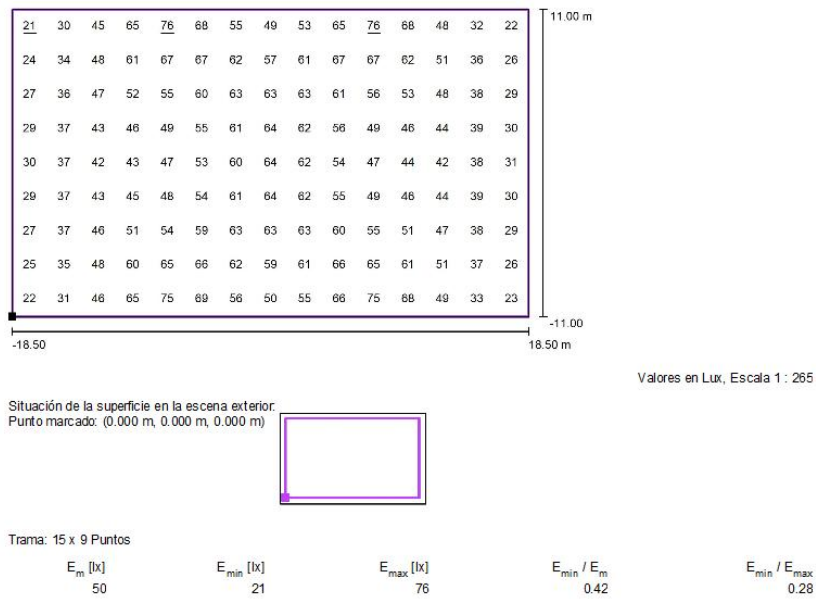 21 30 45 65 76 68 55 49 53 65 76 68 48 32 22
11.00 m
24 34 48 61 67 67 62 57 61 67 67 62 51 36 26
27 36 47 52 55 60 63 63 63 61 56 53 48 38 29
29 37 43 46 49 55 61 64 62 56 49 46 44 39 30
30 37 42 43 47 53 60 64 62 54 47 44 42 38 31
29 37 43 45 48 54 61 64 62 55 49 46 44 39 30
27 37 46 51 54 59 63 63 63 60 55 51 47 38 29
25 35 48 60 65 66 62 59 61 66 65 61 51 37 26
22 31 46 65 75 69 56 50 55 66 75 68 49 33 23
-11.00
-18.50 18.50 m
Valores en Lux, Escala 1 : 265
Situación de la superficie en la escena exterior:
Punto marcado: (0.000 m, 0.000 m, 0.000 m)
Trama: 15 x 9 Puntos
Em [lx] Emin [lx] Emax [lx] Emin / Em Emin / Emax
50 21 76 0.42 0.28